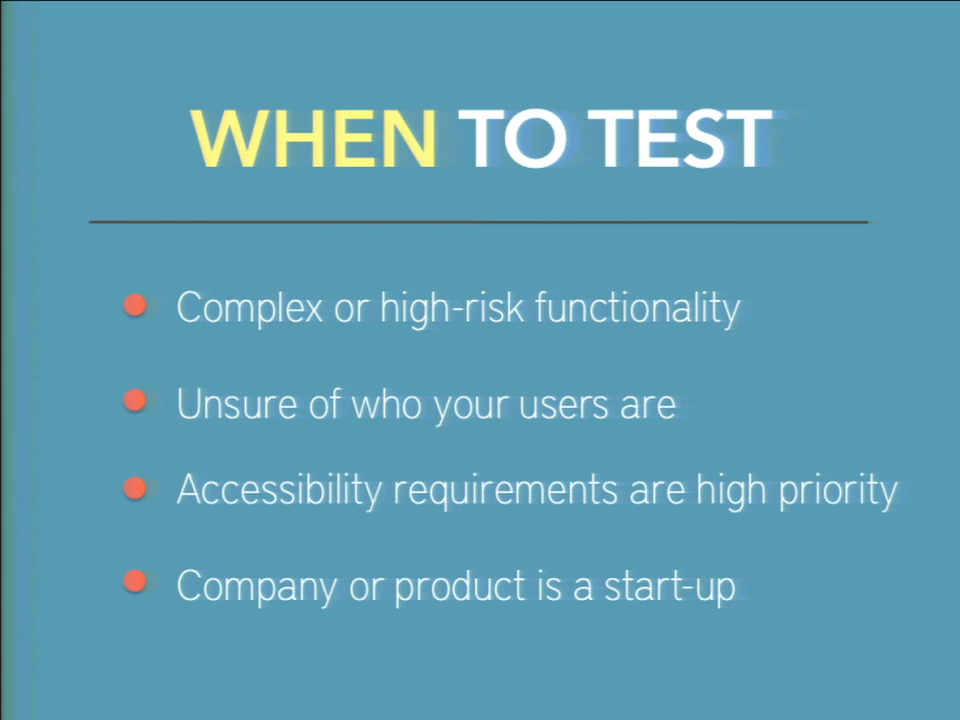 WHEN TO TEST
Complex or high-risk functionality
Unsure of who your users are
Accessibility requirements are high priority
Company or product is a start-up